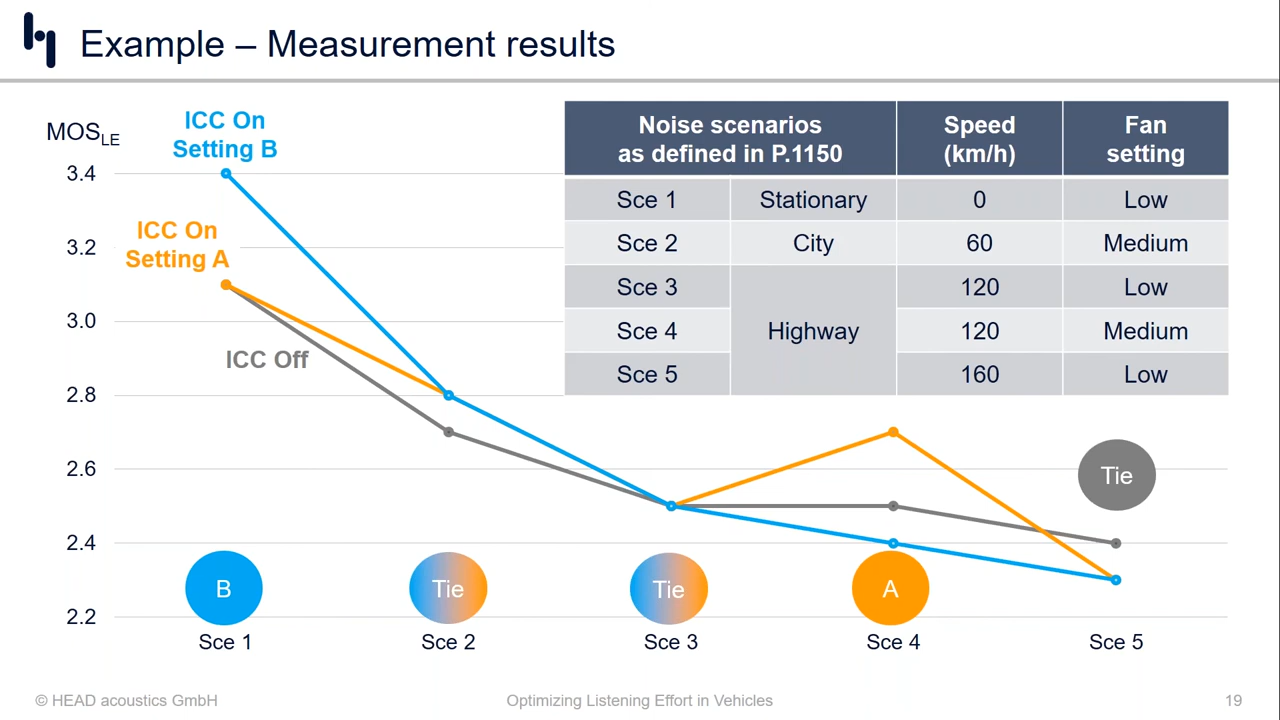 Example – Measurement results
MOSLE
ICC On
Setting B
ICC On
Setting A
ICC Off
3.4
3.2
3.0
2.8
2.6
2.4
2.2
Noise scenarios
as defined in P.1150
Speed
(km/h)
Fan
setting
Sce 1 Stationary 0 Low
Sce 2 City 60 Medium
Sce 3 120 Low
Sce 4 Highway 120 Medium
Sce 5 160 Low
B
Tie
Tie
A
Tie
Sce 1 Sce 2 Sce 3 Sce 4 Sce 5
© HEAD acoustics GmbH
Optimizing Listening Effort in Vehicles
19